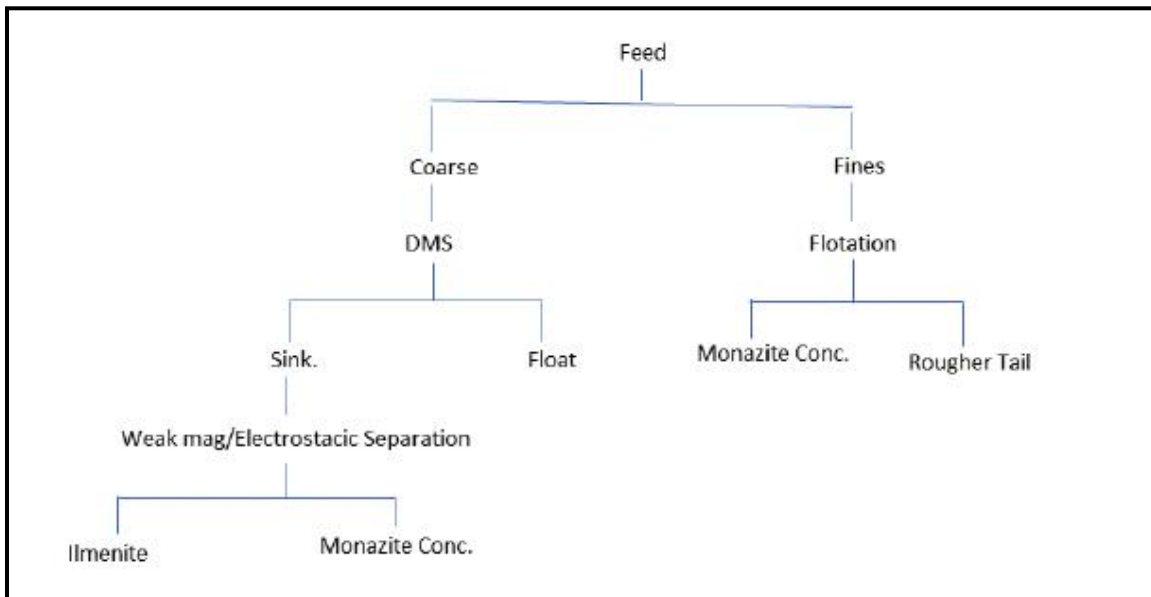 Feed
Coarse
Fines
DMS
Flotation
Sink.
Float
Monazite Conc.
Rougher Tail
Weak mag/Electrostacic Separation
Ilmenite
Monazite Conc.